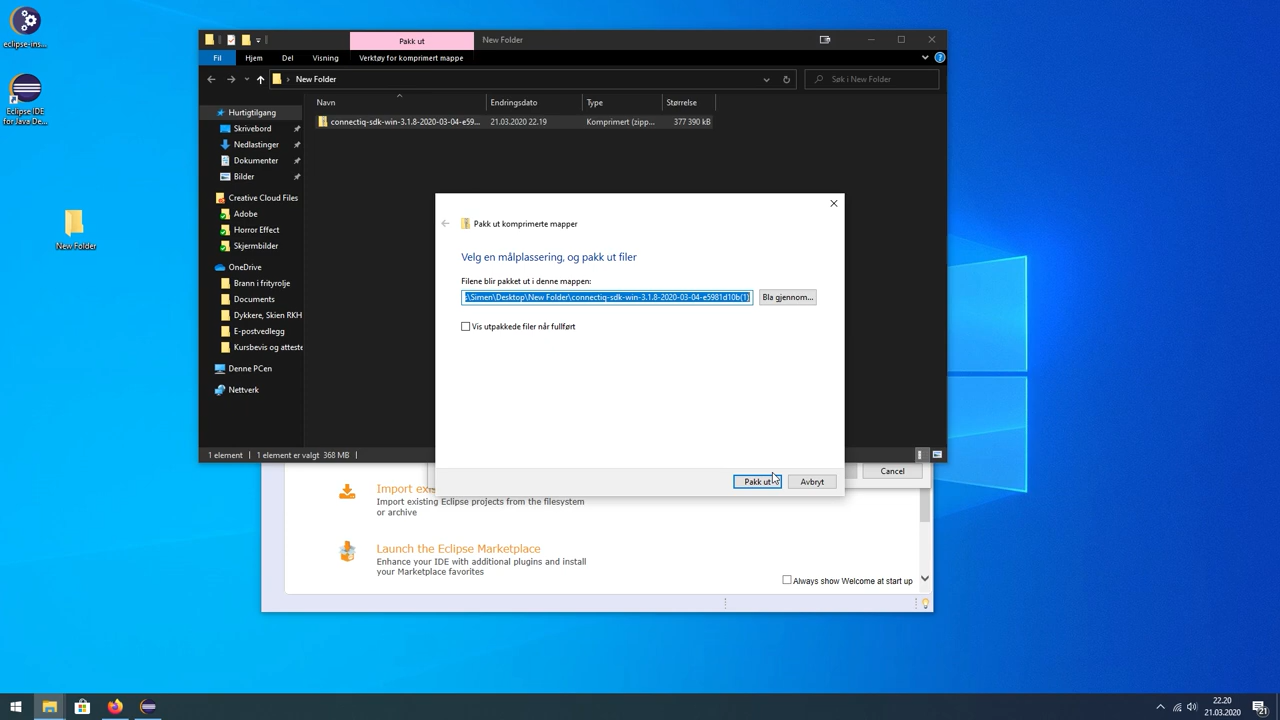 eclipse-ins...
Eclipse IDE
for Java De...
New Folder
Pakk ut
New Folder
Fil
Hjem
Del
Visning
Verktøy for komprimert mappe
New Folder
Søk i New Folder
Navn
Endringsdato
Type
Størrelse
connectiq-sdk-win-3.1.8-2020-03-04-e59...
21.03.2020 22.19
Komprimert (zipp...
377 390 kB
Hurtigtilgang
Skrivebord
Nedlastinger
Dokumenter
Bilder
Creative Cloud Files
Adobe
Horror Effect
Skjermbilder
OneDrive
Brann i frityrolje
Documents
Dykkere, Skien RKH
E-postvedlegg
Kursbevis og atteste
Denne PCen
Nettverk
1 element
1 element er valgt 368 MB
Pakk ut komprimerte mapper
Velg en målplassering, og pakk ut filer
Filene blir pakket ut i denne mappen:
:\Simen\Desktop\New Folder\connectiq-sdk-win-3.1.8-2020-03-04-e5981d10b(1)
Bla gjennom...
Vis utpakkede filer når fullført
Pakk ut
Avbryt
Cancel
Import exi
Import existing Eclipse projects from the filesystem
or archive
Launch the Eclipse Marketplace
Enhance your IDE with additional plugins and install
your Marketplace favorites
Always show Welcome at start up
22.20
21.03.2020